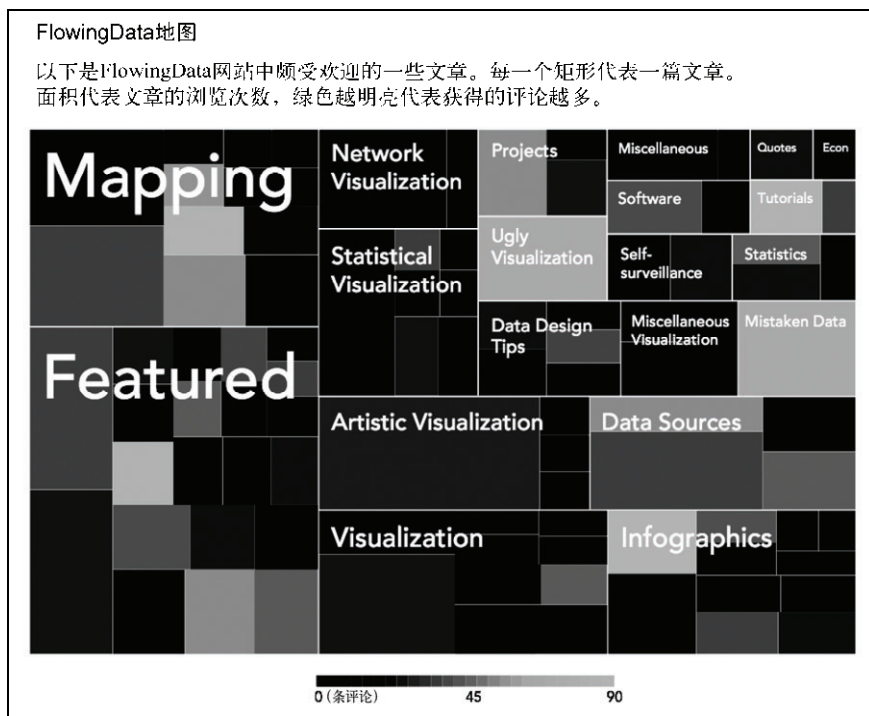 FlowingData地图
以下是FlowingData网站中颇受欢迎的一些文章。每一个矩形代表一篇文章。
面积代表文章的浏览次数，绿色越明亮代表获得的评论越多。
Mapping
Network
Visualization
Projects
Miscellaneous
Quotes
Econ
Software
Tutorials
Ugly
Visualization
Statistical
Visualization
Self-
surveillance
Statistics
Data Design
Tips
Miscellaneous
Visualization
Mistaken Data
Featured
Artistic Visualization
Data Sources
Visualization
Infographics
0 (条评论) 45 90